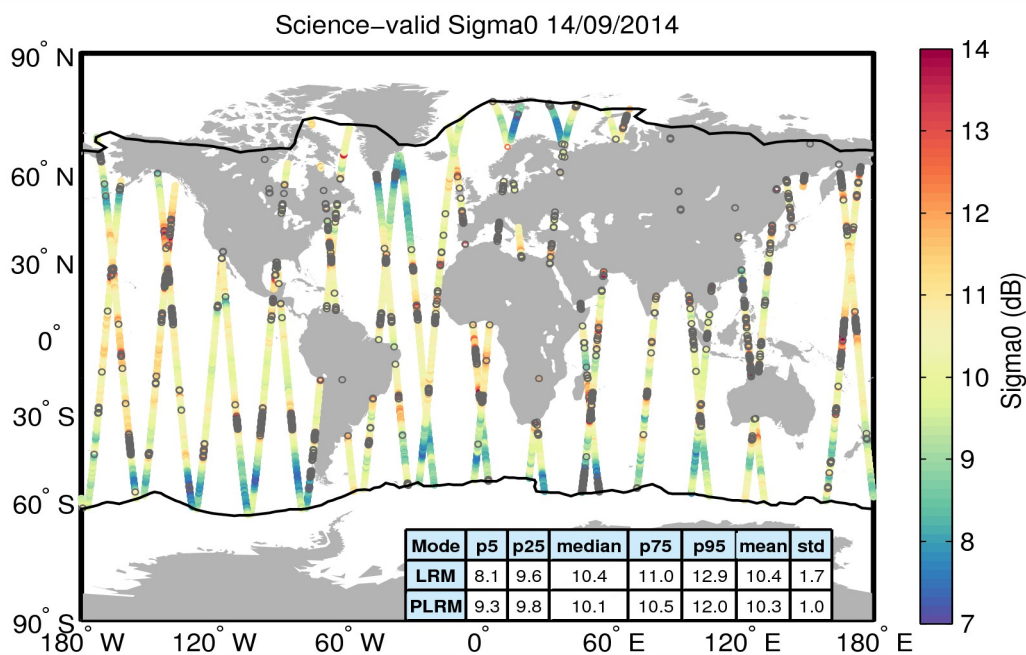 Science−valid Sigma0 14/09/2014
90° N
60° N
30° N
0°
30° S
60° S
90° S
180° W
120° W
60° W
0°
60° E
120° E
180° E
Mode p5 p25 median p75 p95 mean std
LRM 8.1 9.6 10.4 11.0 12.9 10.4 1.7
PLRM 9.3 9.8 10.1 10.5 12.0 10.3 1.0
14
13
12
11
10
9
8
7
Sigma0 (dB)